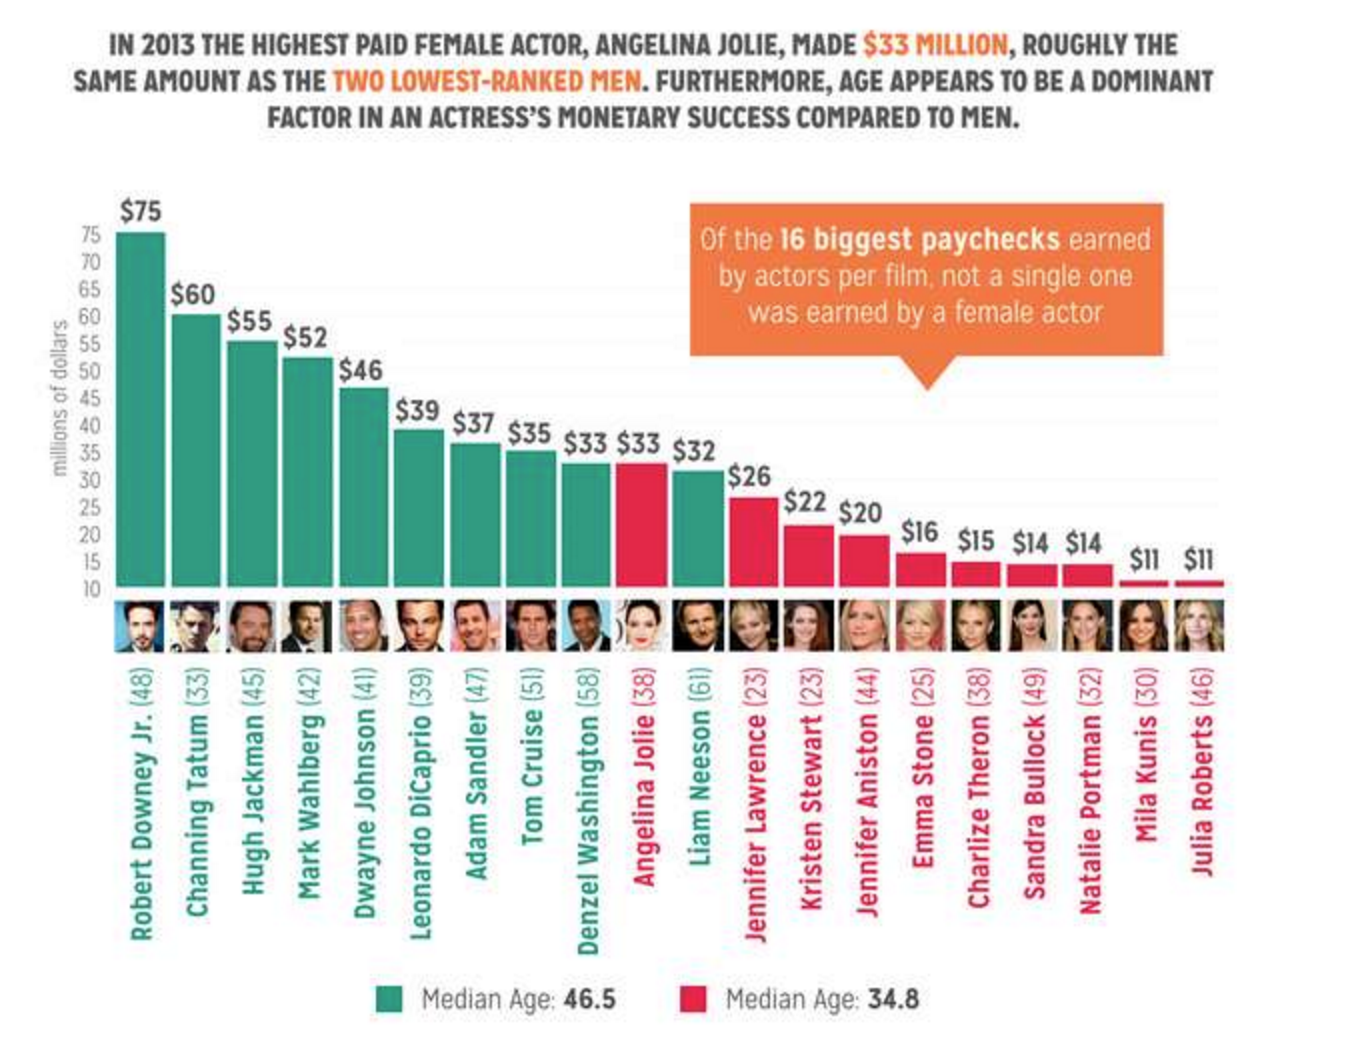 IN 2013 THE HIGHEST PAID FEMALE ACTOR, ANGELINA JOLIE, MADE $33 MILLION, ROUGHLY THE
SAME AMOUNT AS THE TWO LOWEST-RANKED MEN. FURTHERMORE, AGE APPEARS TO BE A DOMINANT
FACTOR IN AN ACTRESS'S MONETARY SUCCESS COMPARED TO MEN.
Of the 16 biggest paychecks earned
by actors per film, not a single one
was earned by a female actor
millions of dollars
75
70
65
60
55
50
45
40
35
30
25
20
15
10
$75
$60
$55
$52
$46
$39
$37
$35
$33
$33
$32
$26
$22
$20
$16
$15
$14
$14
$11
$11
Robert Downey Jr. (48)
Channing Tatum (33)
Hugh Jackman (45)
Mark Wahlberg (42)
Dwayne Johnson (41)
Leonardo DiCaprio (39)
Adam Sandler (47)
Tom Cruise (51)
Denzel Washington (58)
Angelina Jolie (38)
Liam Neeson (61)
Jennifer Lawrence (23)
Kristen Stewart (23)
Jennifer Aniston (44)
Emma Stone (25)
Charlize Theron (38)
Sandra Bullock (49)
Natalie Portman (32)
Mila Kunis (30)
Julia Roberts (46)
Median Age: 46.5
Median Age: 34.8